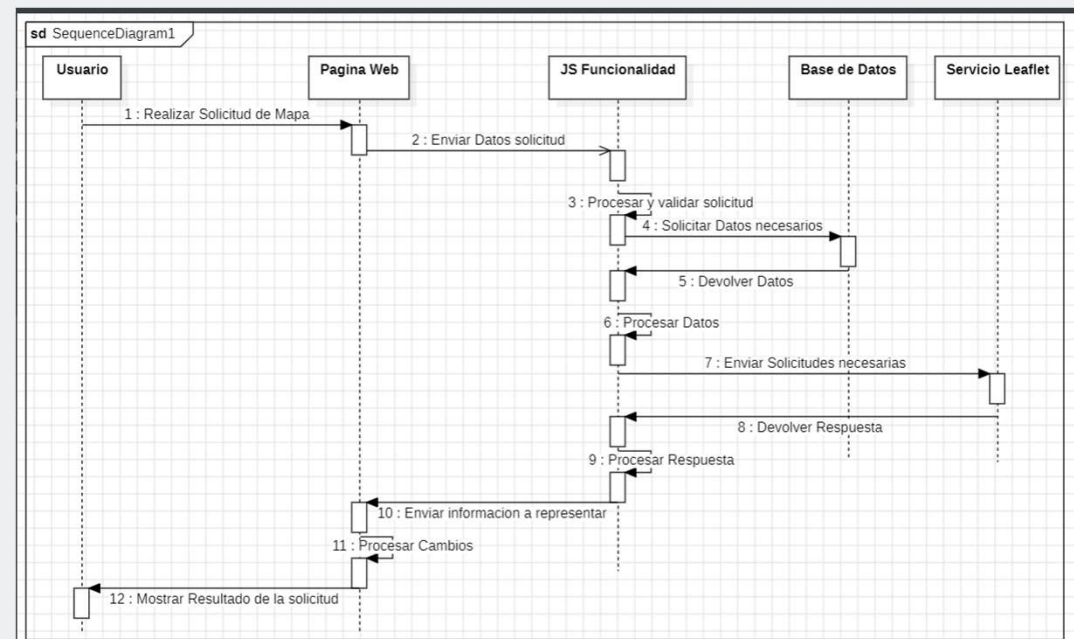 sd SequenceDiagram1
Usuario
Pagina Web
JS Funcionalidad
Base de Datos
Servicio Leaflet
1 : Realizar Solicitud de Mapa
2 : Enviar Datos solicitud
3 : Procesar y validar solicitud
4 : Solicitar Datos necesarios
5 : Devolver Datos
6 : Procesar Datos
7 : Enviar Solicitudes necesarias
8 : Devolver Respuesta
9 : Procesar Respuesta
10 : Enviar informacion a representar
11 : Procesar Cambios
12 : Mostrar Resultado de la solicitud